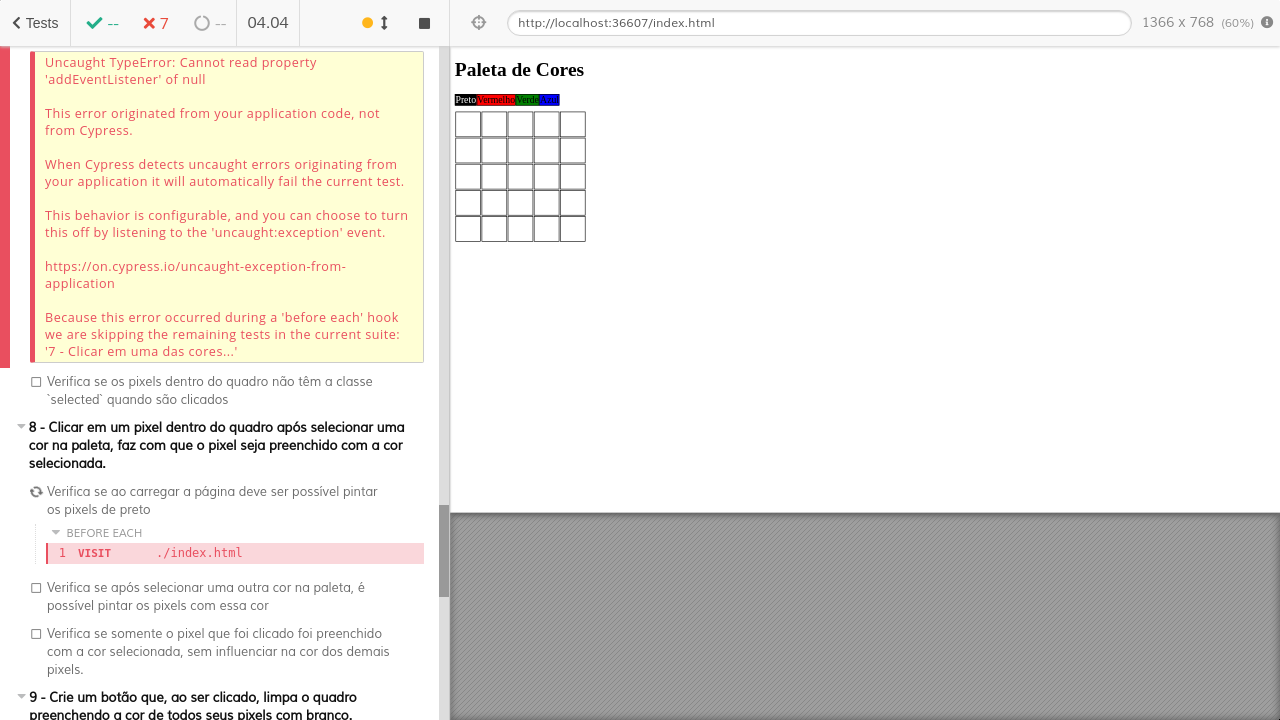 Tests
--
7
--
04.04
http://localhost:36607/index.html
1366 x 768 (60%)
Uncaught TypeError: Cannot read property
'addEventListener' of null
This error originated from your application code, not
from Cypress.
When Cypress detects uncaught errors originating from
your application it will automatically fail the current test.
This behavior is configurable, and you can choose to turn
this off by listening to the 'uncaught:exception' event.
https://on.cypress.io/uncaught-exception-from-
application
Because this error occurred during a 'before each' hook
we are skipping the remaining tests in the current suite:
'7 - Clicar em uma das cores...'
Verifica se os pixels dentro do quadro não têm a classe
`selected` quando são clicados
8 - Clicar em um pixel dentro do quadro após selecionar uma
cor na paleta, faz com que o pixel seja preenchido com a cor
selecionada.
Verifica se ao carregar a página deve ser possível pintar
os pixels de preto
BEFORE EACH
1 VISIT ./index.html
Verifica se após selecionar uma outra cor na paleta, é
possível pintar os pixels com essa cor
Verifica se somente o pixel que foi clicado foi preenchido
com a cor selecionada, sem influenciar na cor dos demais
pixels.
9 - Crie um botão que, ao ser clicado, limpa o quadro
preenchendo a cor de todos seus pixels com branco.
Paleta de Cores
Preto Vermelho Verde Azul